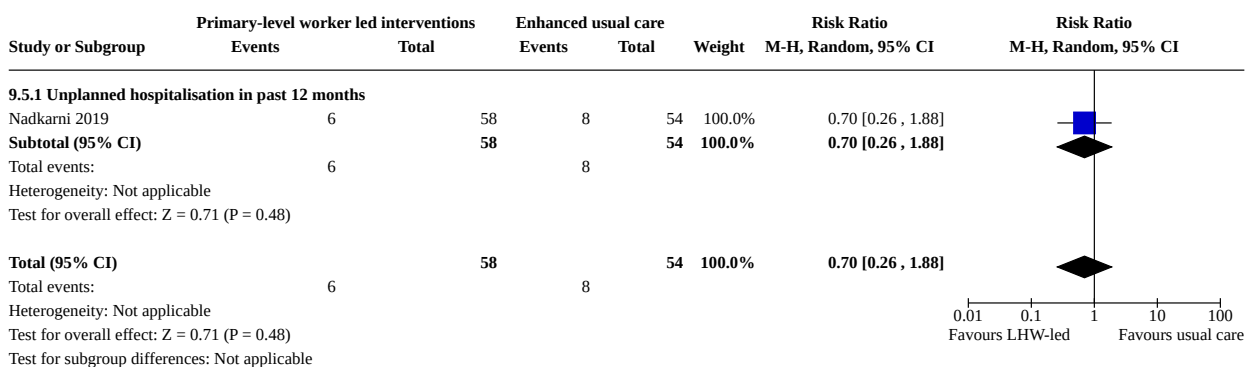 Primary-level worker led interventions Enhanced usual care Risk Ratio Risk Ratio
Study or Subgroup Events Total Events Total Weight M-H, Random, 95% CI M-H, Random, 95% CI
9.5.1 Unplanned hospitalisation in past 12 months
Nadkarni 2019 6 58 8 54 100.0% 0.70 [0.26 , 1.88]
Subtotal (95% CI) 58 54 100.0% 0.70 [0.26 , 1.88]
Total events: 6 8
Heterogeneity: Not applicable
Test for overall effect: Z = 0.71 (P = 0.48)
Total (95% CI) 58 54 100.0% 0.70 [0.26 , 1.88]
Total events: 6 8
Heterogeneity: Not applicable
0.01 0.1 1 10 100
Test for overall effect: Z = 0.71 (P = 0.48) Favours LHW-led Favours usual care
Test for subgroup differences: Not applicable